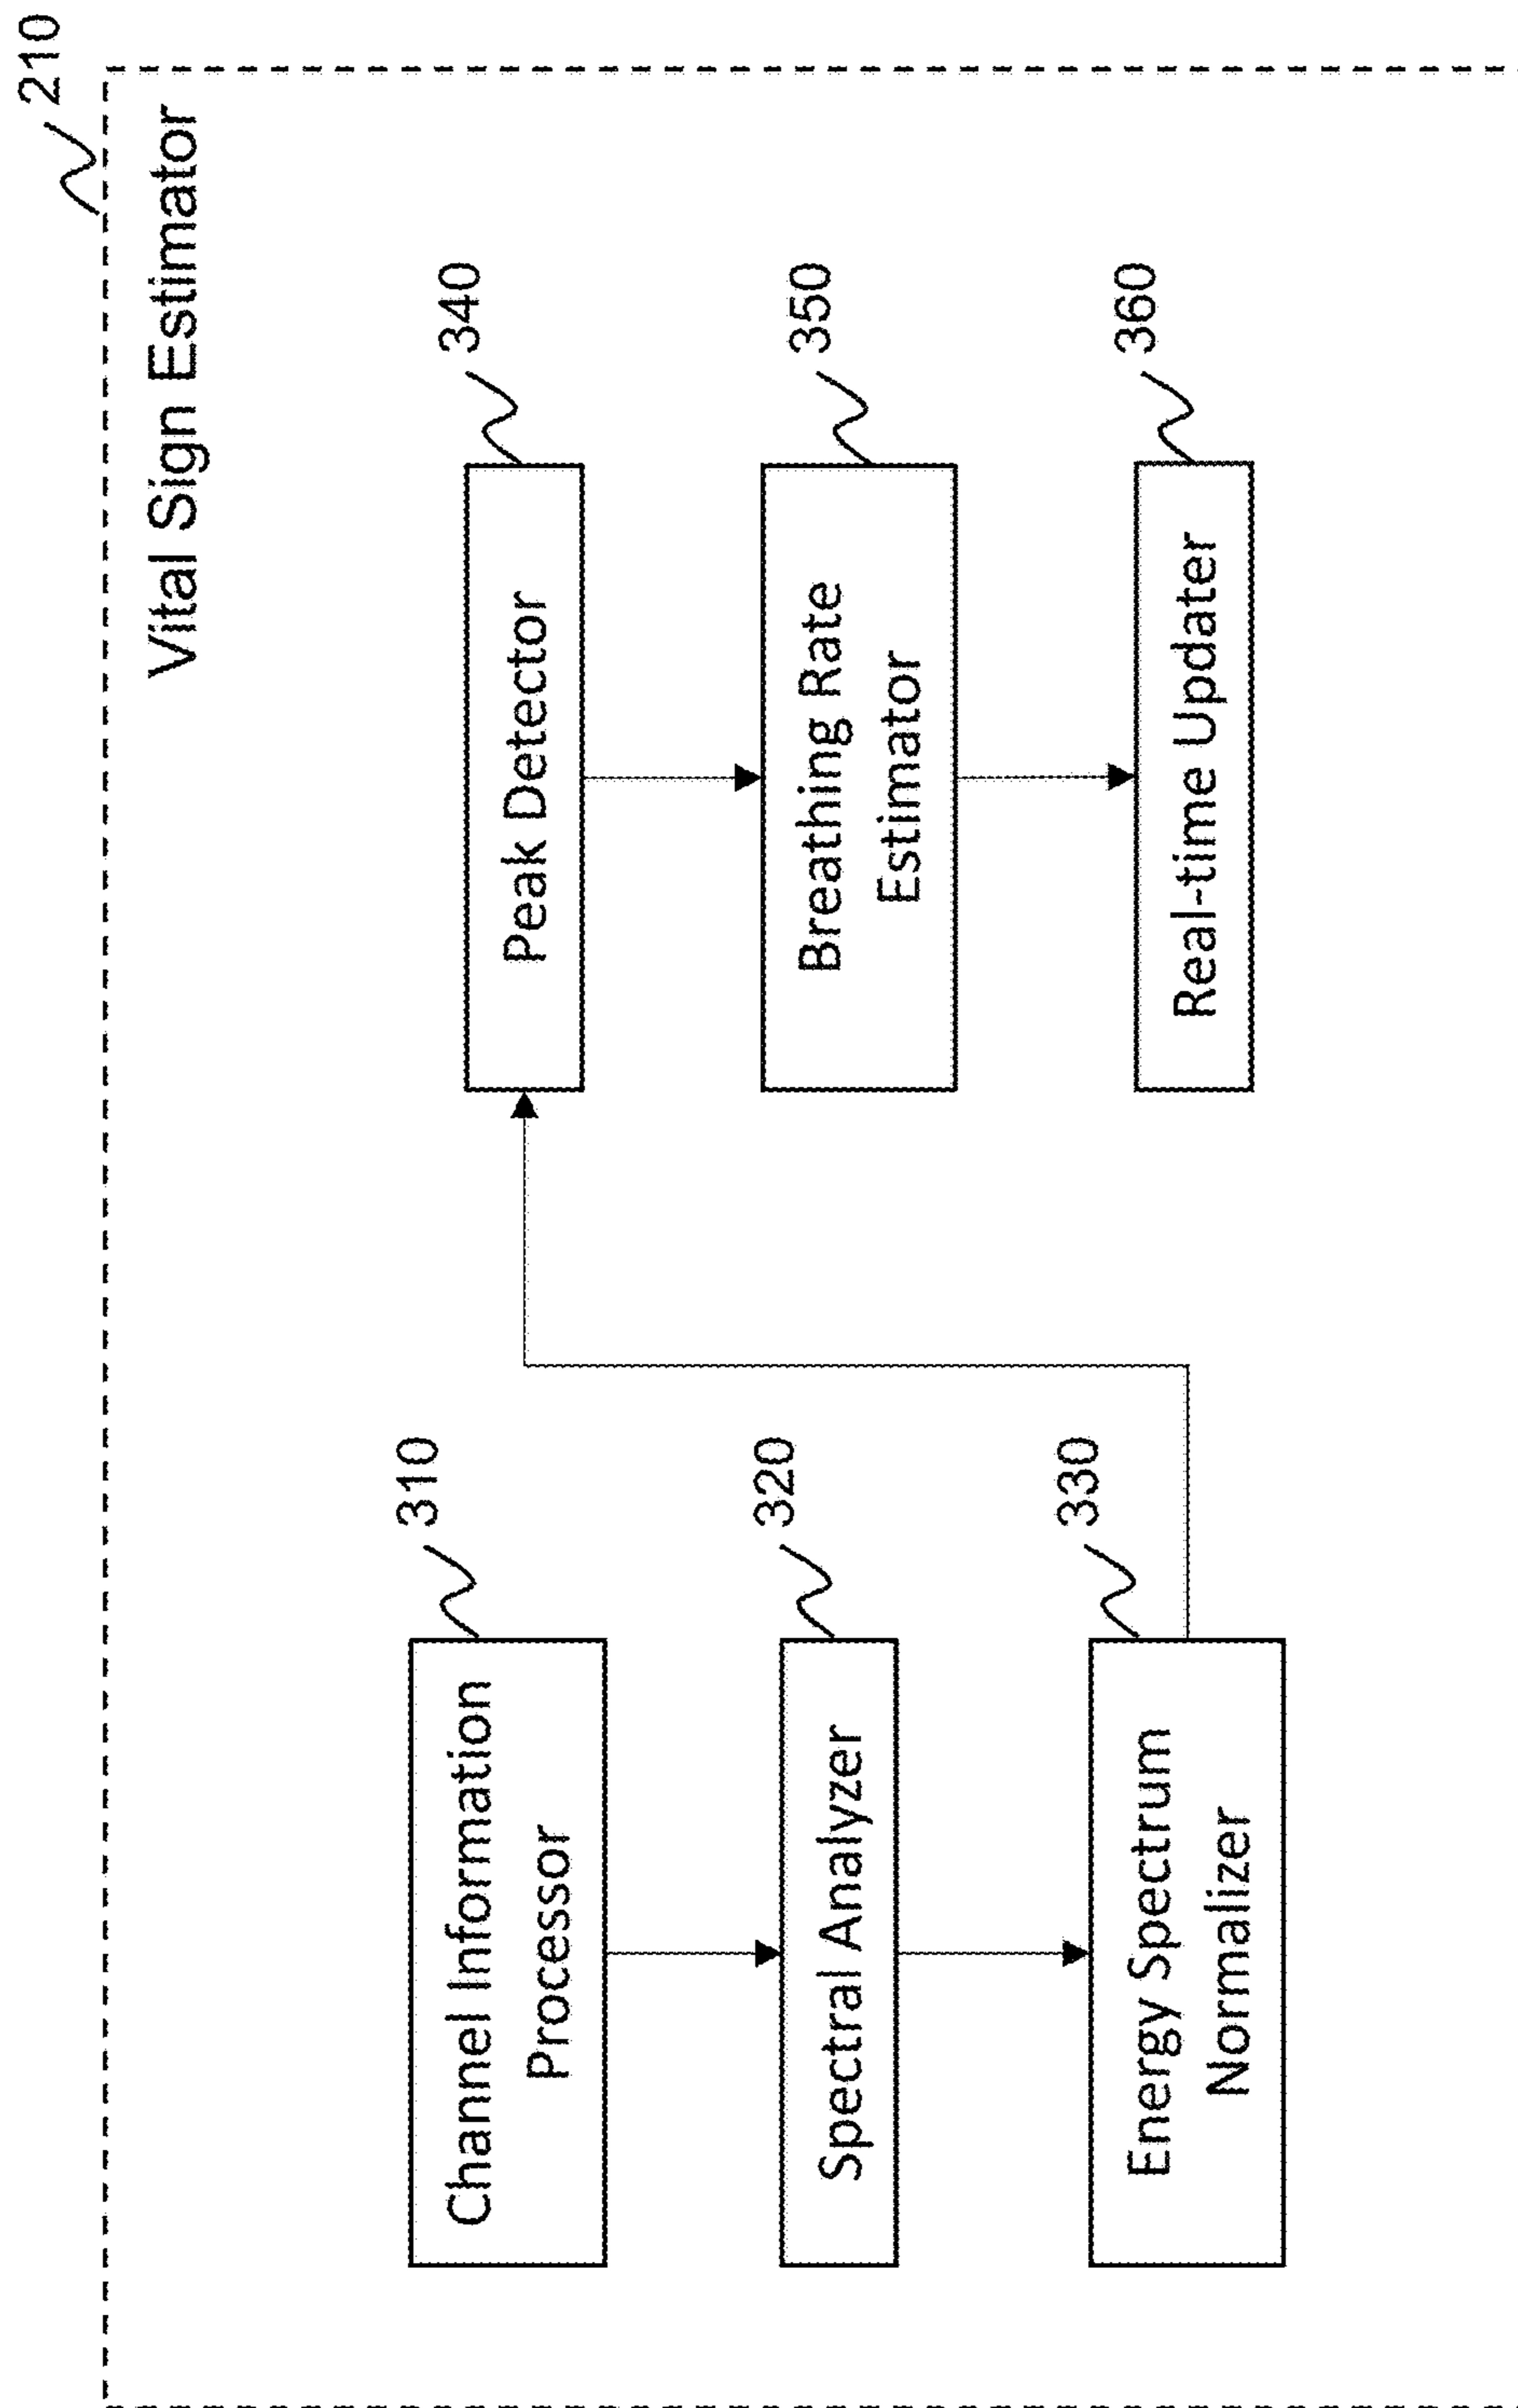 210
Vital Sign Estimator
310
Channel Information
Processor
320
Spectral Analyzer
330
Energy Spectrum
Normalizer
340
Peak Detector
350
Breathing Rate
Estimator
360
Real-time Updater